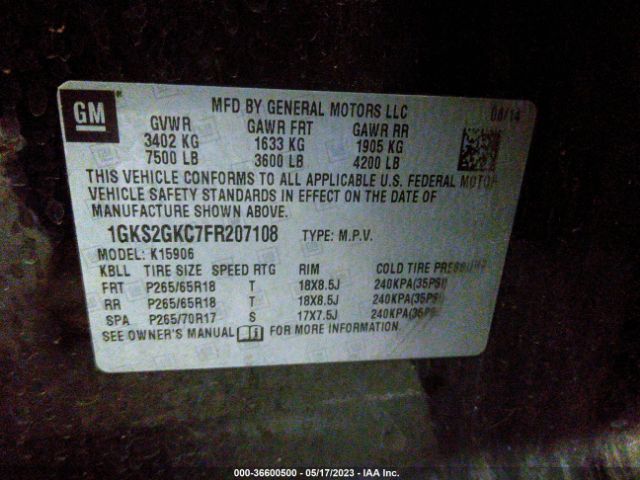 GM
MFD BY GENERAL MOTORS LLC 08/14
GVWR GAWR FRT GAWR RR
3402 KG 1633 KG 1905 KG
7500 LB 3600 LB 4200 LB
THIS VEHICLE CONFORMS TO ALL APPLICABLE U.S. FEDERAL MOTOR
VEHICLE SAFETY STANDARDS IN EFFECT ON THE DATE OF
MANUFACTURE SHOWN ABOVE.
1GKS2GKC7FR207108 TYPE: M.P.V.
MODEL: K15906
KBLL TIRE SIZE SPEED RTG RIM COLD TIRE PRESSURE
FRT P265/65R18 T 18X8.5J 240KPA(35PSI)
RR P265/65R18 T 18X8.5J 240KPA(35PSI)
SPA P265/70R17 S 17X7.5J 240KPA(35PSI)
SEE OWNER'S MANUAL FOR MORE INFORMATION.
000-36600500 - 05/17/2023 - IAA Inc.